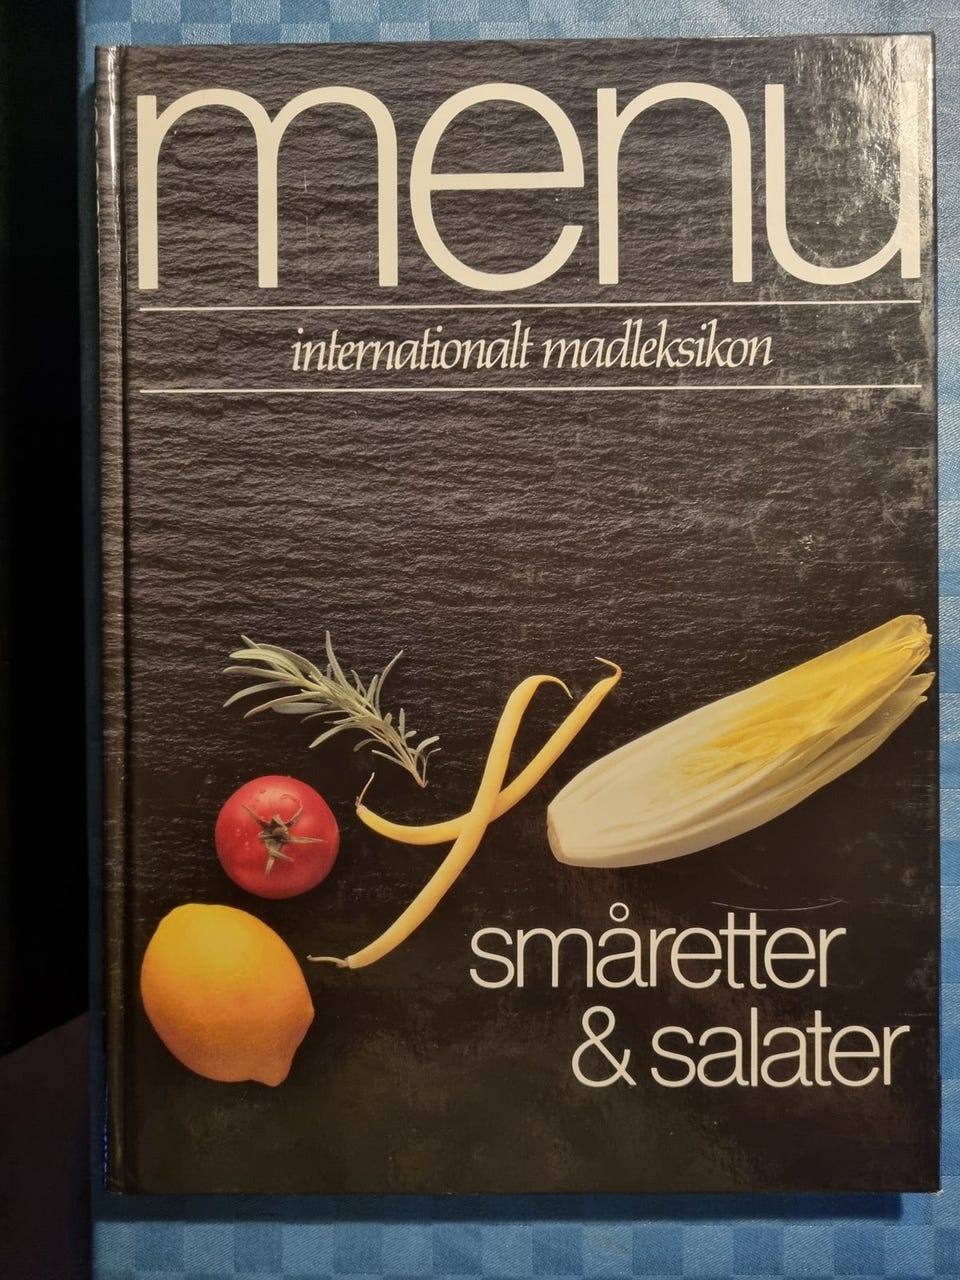 menu
internationalt madleksikon
småretter
& salater